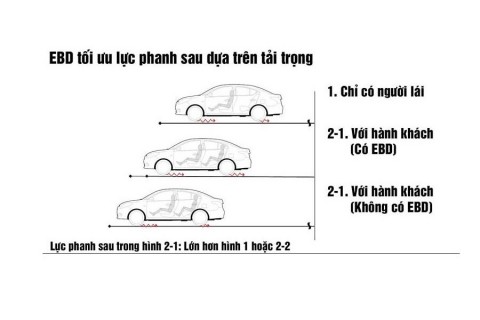 EBD tối ưu lực phanh sau dựa trên tải trọng
1. Chỉ có người lái
2-1. Với hành khách
(Có EBD)
2-1. Với hành khách
(Không có EBD)
Lực phanh sau trong hình 2-1: Lớn hơn hình 1 hoặc 2-2